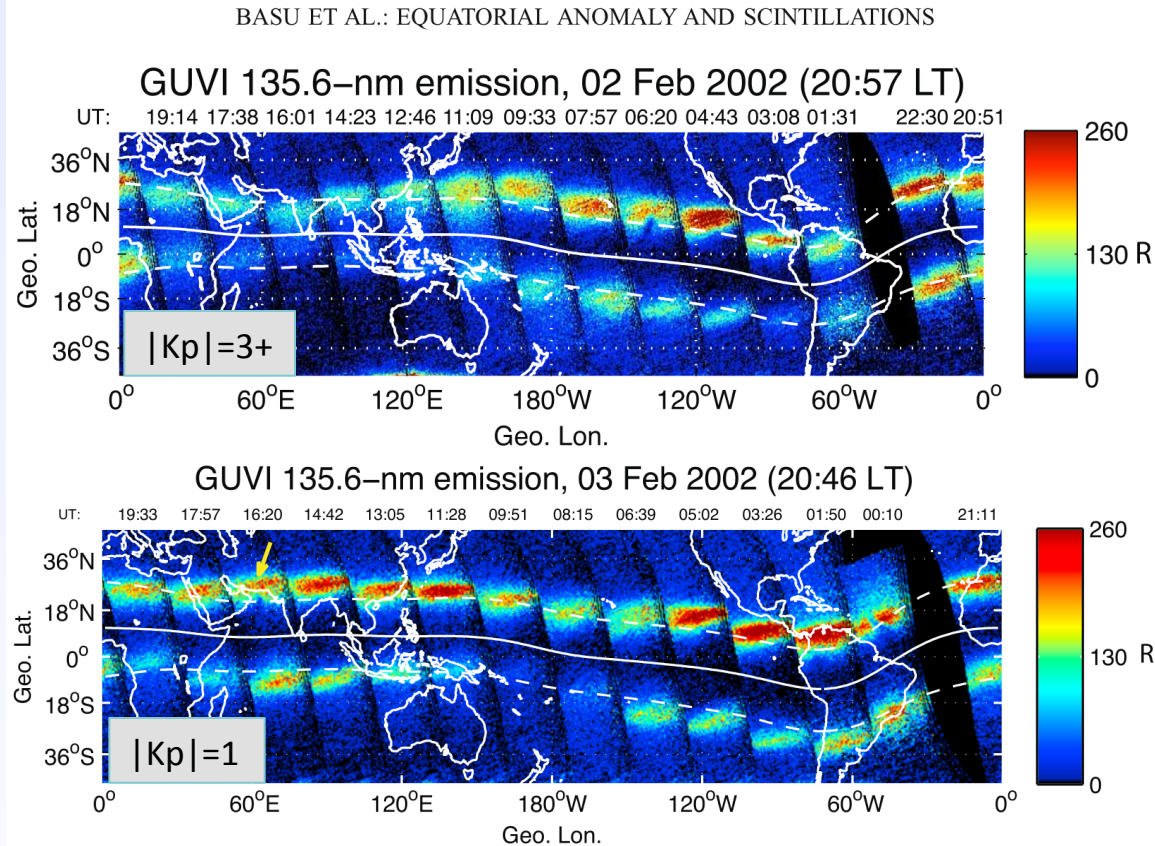 BASU ET AL.: EQUATORIAL ANOMALY AND SCINTILLATIONS
GUVI 135.6−nm emission, 02 Feb 2002 (20:57 LT)
UT: 19:14 17:38 16:01 14:23 12:46 11:09 09:33 07:57 06:20 04:43 03:08 01:31 22:30 20:51
Geo. Lat.
36°N
18°N
0°
18°S
36°S
|Kp|=3+
0° 60°E 120°E 180°W 120°W 60°W 0°
Geo. Lon.
260
130 R
0
GUVI 135.6−nm emission, 03 Feb 2002 (20:46 LT)
UT: 19:33 17:57 16:20 14:42 13:05 11:28 09:51 08:15 06:39 05:02 03:26 01:50 00:10 21:11
Geo. Lat.
36°N
18°N
0°
18°S
36°S
|Kp|=1
0° 60°E 120°E 180°W 120°W 60°W 0°
Geo. Lon.
260
130 R
0